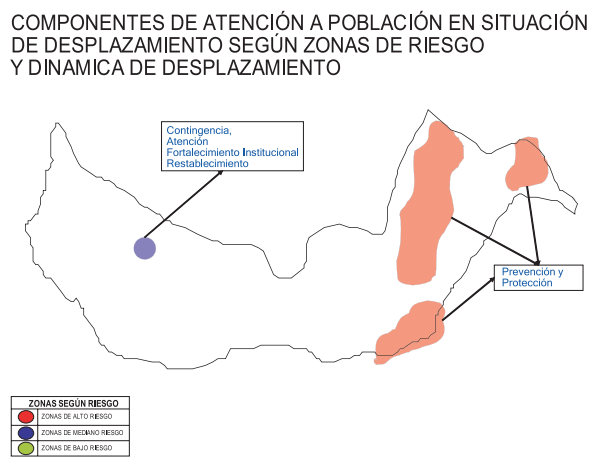 COMPONENTES DE ATENCIÓN A POBLACIÓN EN SITUACIÓN
DE DESPLAZAMIENTO SEGÚN ZONAS DE RIESGO
Y DINAMICA DE DESPLAZAMIENTO
Contingencia,
Atención
Fortalecimiento Institucional
Restablecimiento
Prevención y
Protección
ZONAS SEGÚN RIESGO
ZONAS DE ALTO RIESGO
ZONAS DE MEDIANO RIESGO
ZONAS DE BAJO RIESGO